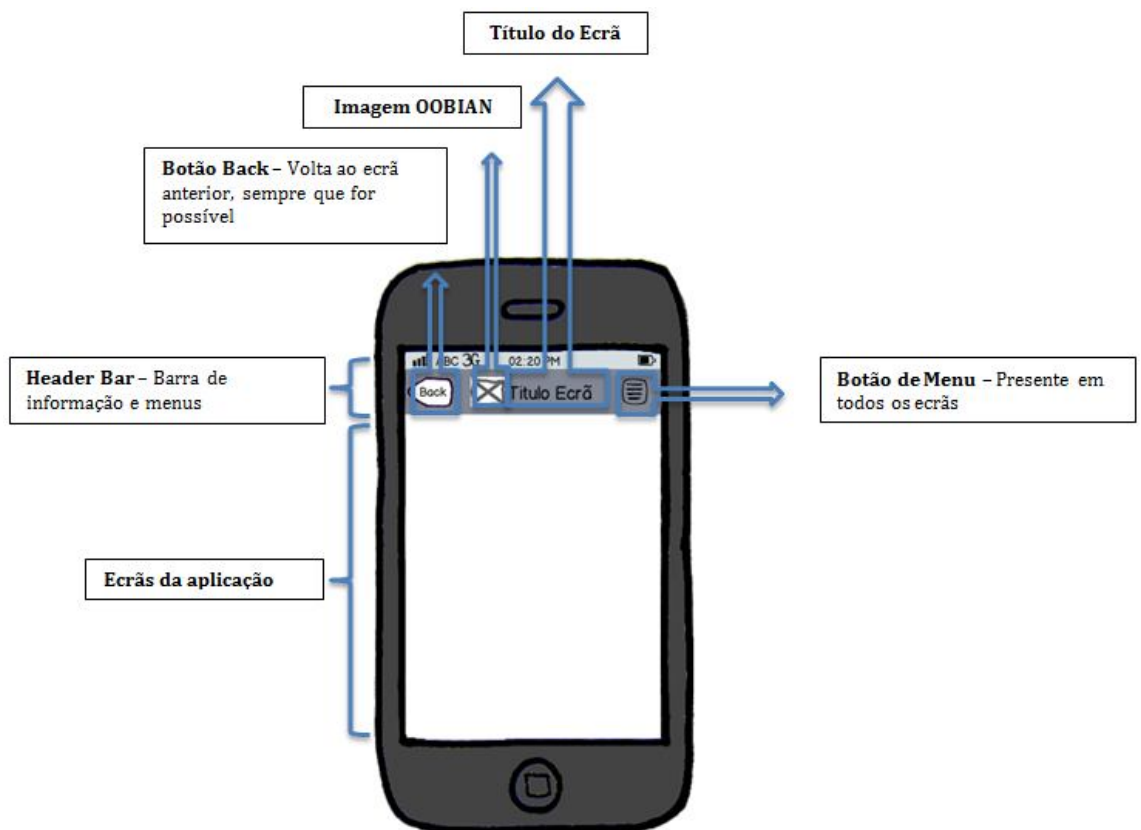 Título do Ecrã
Imagem OOBIAN
Botão Back – Volta ao ecrã
anterior, sempre que for
possível
ABC 3G 02:20 PM
Header Bar – Barra de
informação e menus
Back
Titulo Ecrã
Botão de Menu – Presente em
todos os ecrãs
Ecrãs da aplicação